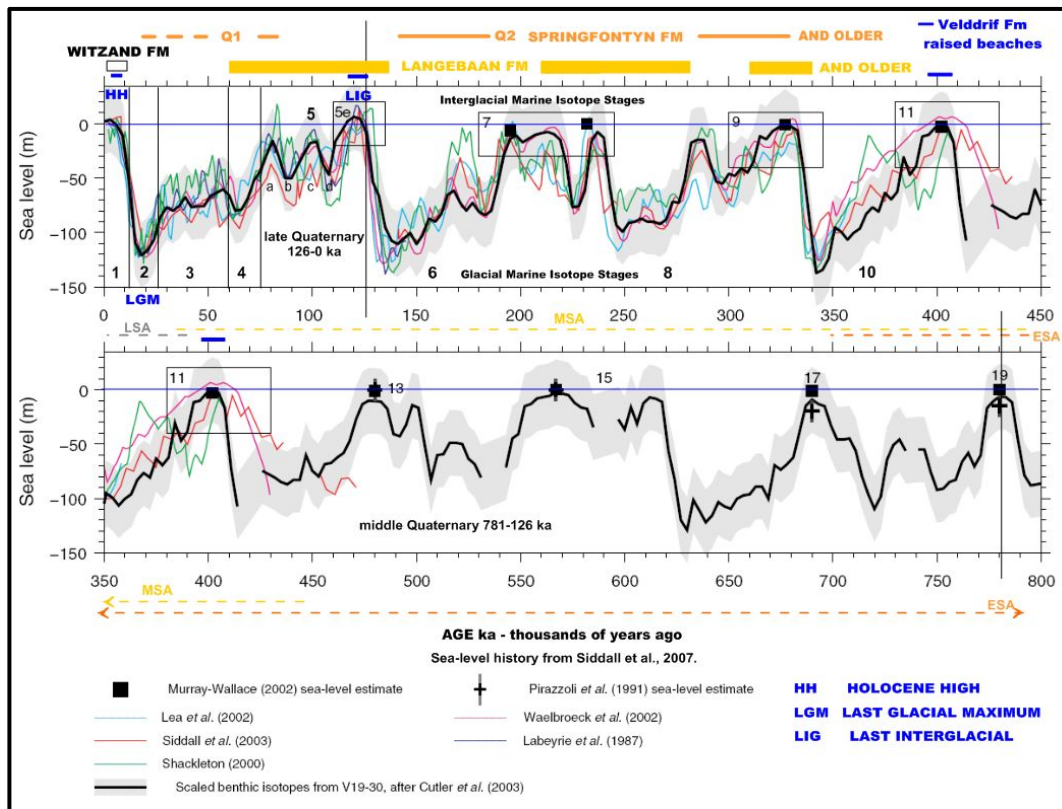 Q1 Q2 SPRINGFONTYN FM AND OLDER
Velddrif Fm
raised beaches
WITZAND FM
LANGEBAAN FM AND OLDER
HH LIG
Interglacial Marine Isotope Stages
5 5e 7 9 11
a b c d
Sea level (m)
0
−50
−100
−150
late Quaternary
126-0 ka
Glacial Marine Isotope Stages
1 2 3 4 6 8 10
LGM
0 50 100 150 200 250 300 350 400 450
LSA MSA ESA
11 13 15 17 19
Sea level (m)
0
−50
−100
−150
middle Quaternary 781-126 ka
350 400 450 500 550 600 650 700 750 800
MSA ESA
AGE ka - thousands of years ago
Sea-level history from Siddall et al., 2007.
Murray-Wallace (2002) sea-level estimate
Pirazzoli et al. (1991) sea-level estimate
Lea et al. (2002)
Waelbroeck et al. (2002)
Siddall et al. (2003)
Labeyrie et al. (1987)
Shackleton (2000)
Scaled benthic isotopes from V19-30, after Cutler et al. (2003)
HH HOLOCENE HIGH
LGM LAST GLACIAL MAXIMUM
LIG LAST INTERGLACIAL